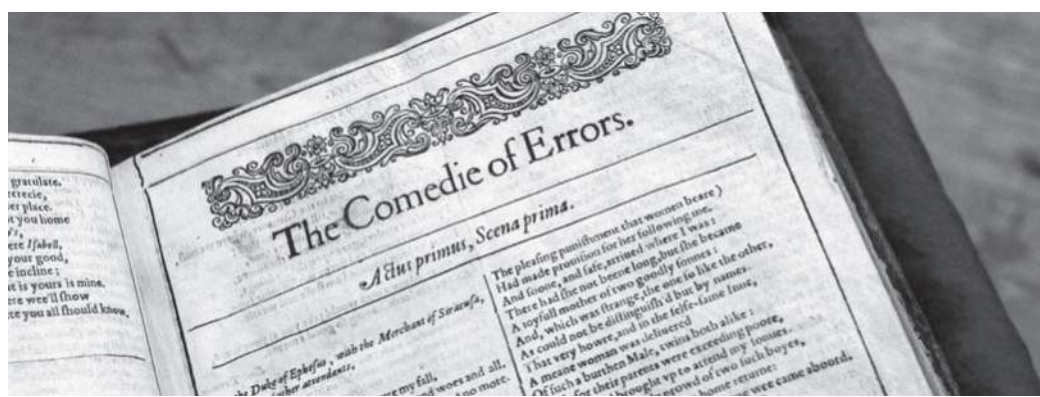 gratulate.
place.
you home
ere Isabell,
your good,
incline:
t is yours is mine.
ere wee'll ſhow
you all ſhould know.
The Comedie of Errors.
Actus primus, Scena prima.
Duke of Epheſus, with the Merchant of Siracuſa,
other attendants,
my fall,
and woes and all.
no more.
The pleaſing puniſhment that women beare)
Had made prouiſion for her following me,
And ſoone, and ſafe, arriued where I was:
There had ſhe not beene long, but ſhe became
A ioyfull mother of two goodly ſonnes:
And, which was ſtrange, the one ſo like the other,
As could not be diſtinguiſh'd but by names.
That very howre, and in the ſelfe-ſame Inne,
A meane woman was deliuered
Of ſuch a burthen Male, twins both alike:
for their parents were exceeding poore,
brought vp to attend my ſonnes.
prowd of two ſuch boyes,
home returne:
wee came aboord.